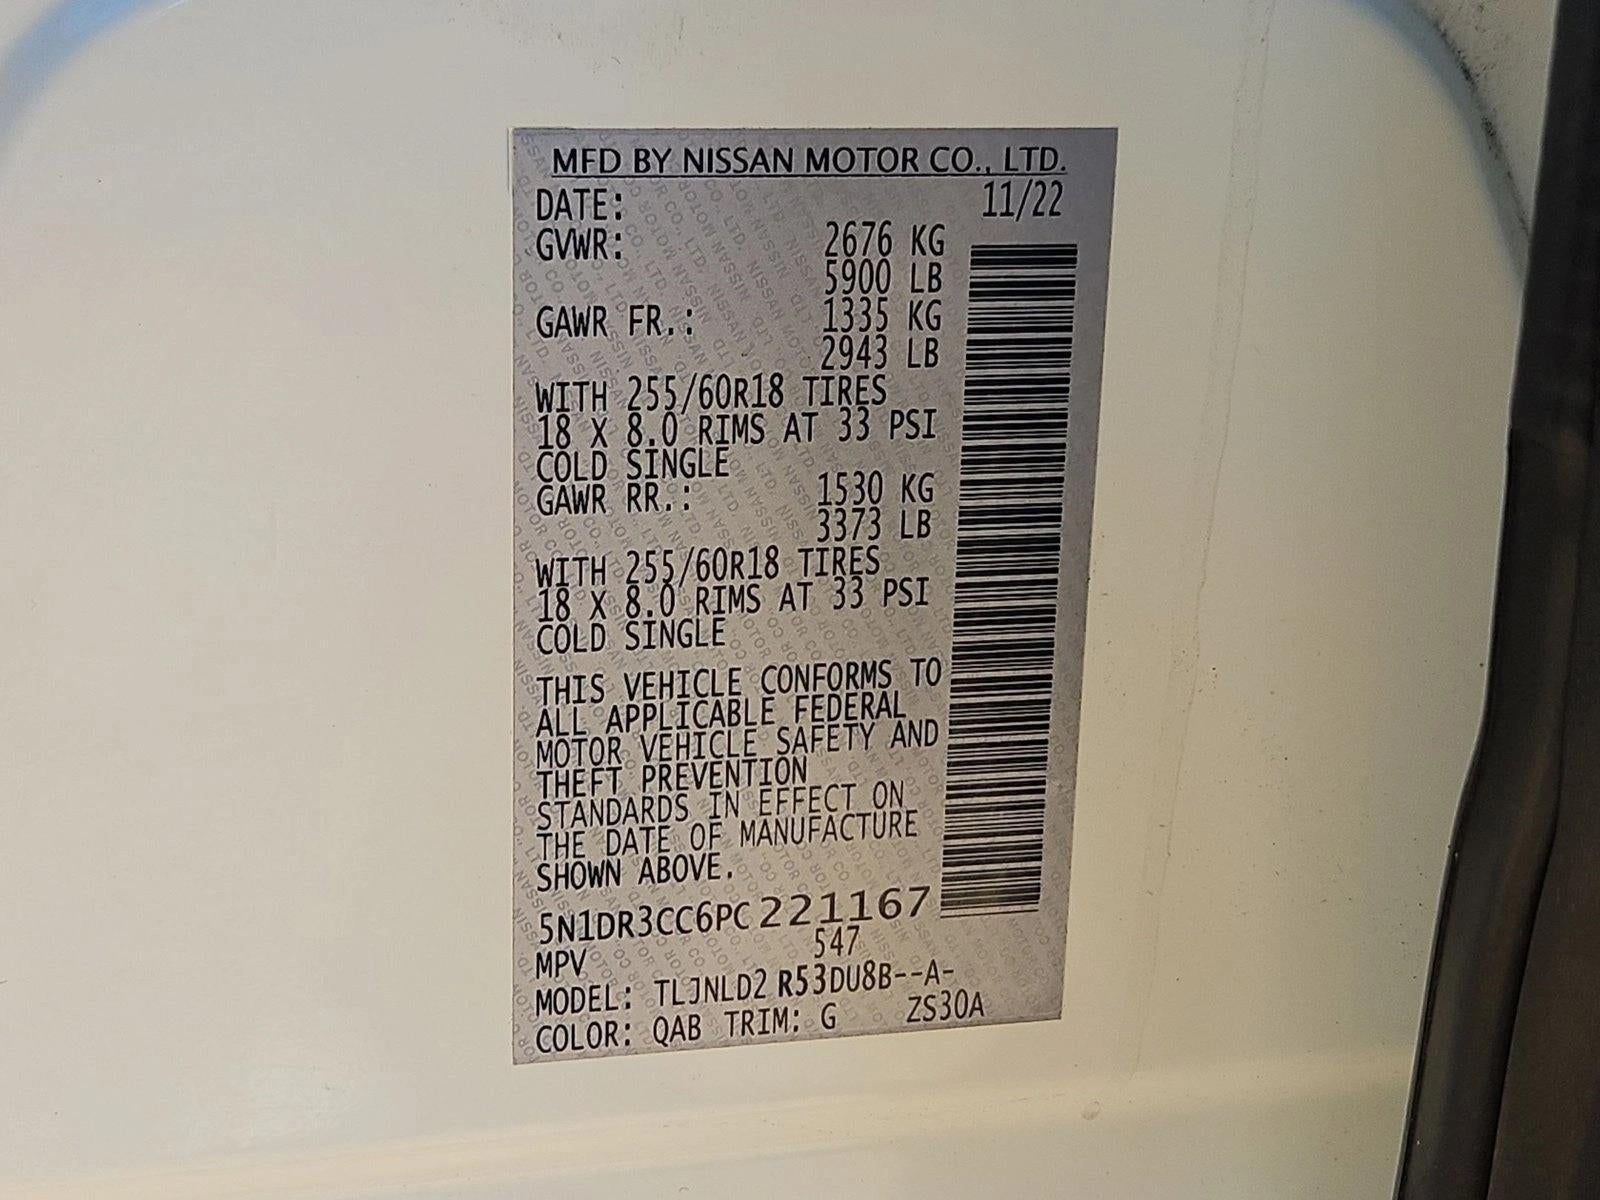 MFD BY NISSAN MOTOR CO., LTD.
DATE: 11/22
GVWR: 2676 KG
5900 LB
GAWR FR.: 1335 KG
2943 LB
WITH 255/60R18 TIRES
18 X 8.0 RIMS AT 33 PSI
COLD SINGLE
GAWR RR.: 1530 KG
3373 LB
WITH 255/60R18 TIRES
18 X 8.0 RIMS AT 33 PSI
COLD SINGLE
THIS VEHICLE CONFORMS TO
ALL APPLICABLE FEDERAL
MOTOR VEHICLE SAFETY AND
THEFT PREVENTION
STANDARDS IN EFFECT ON
THE DATE OF MANUFACTURE
SHOWN ABOVE.
5N1DR3CC6PC221167
MPV 547
MODEL: TLJNLD2 R53DU8B--A-
COLOR: QAB TRIM: G ZS30A